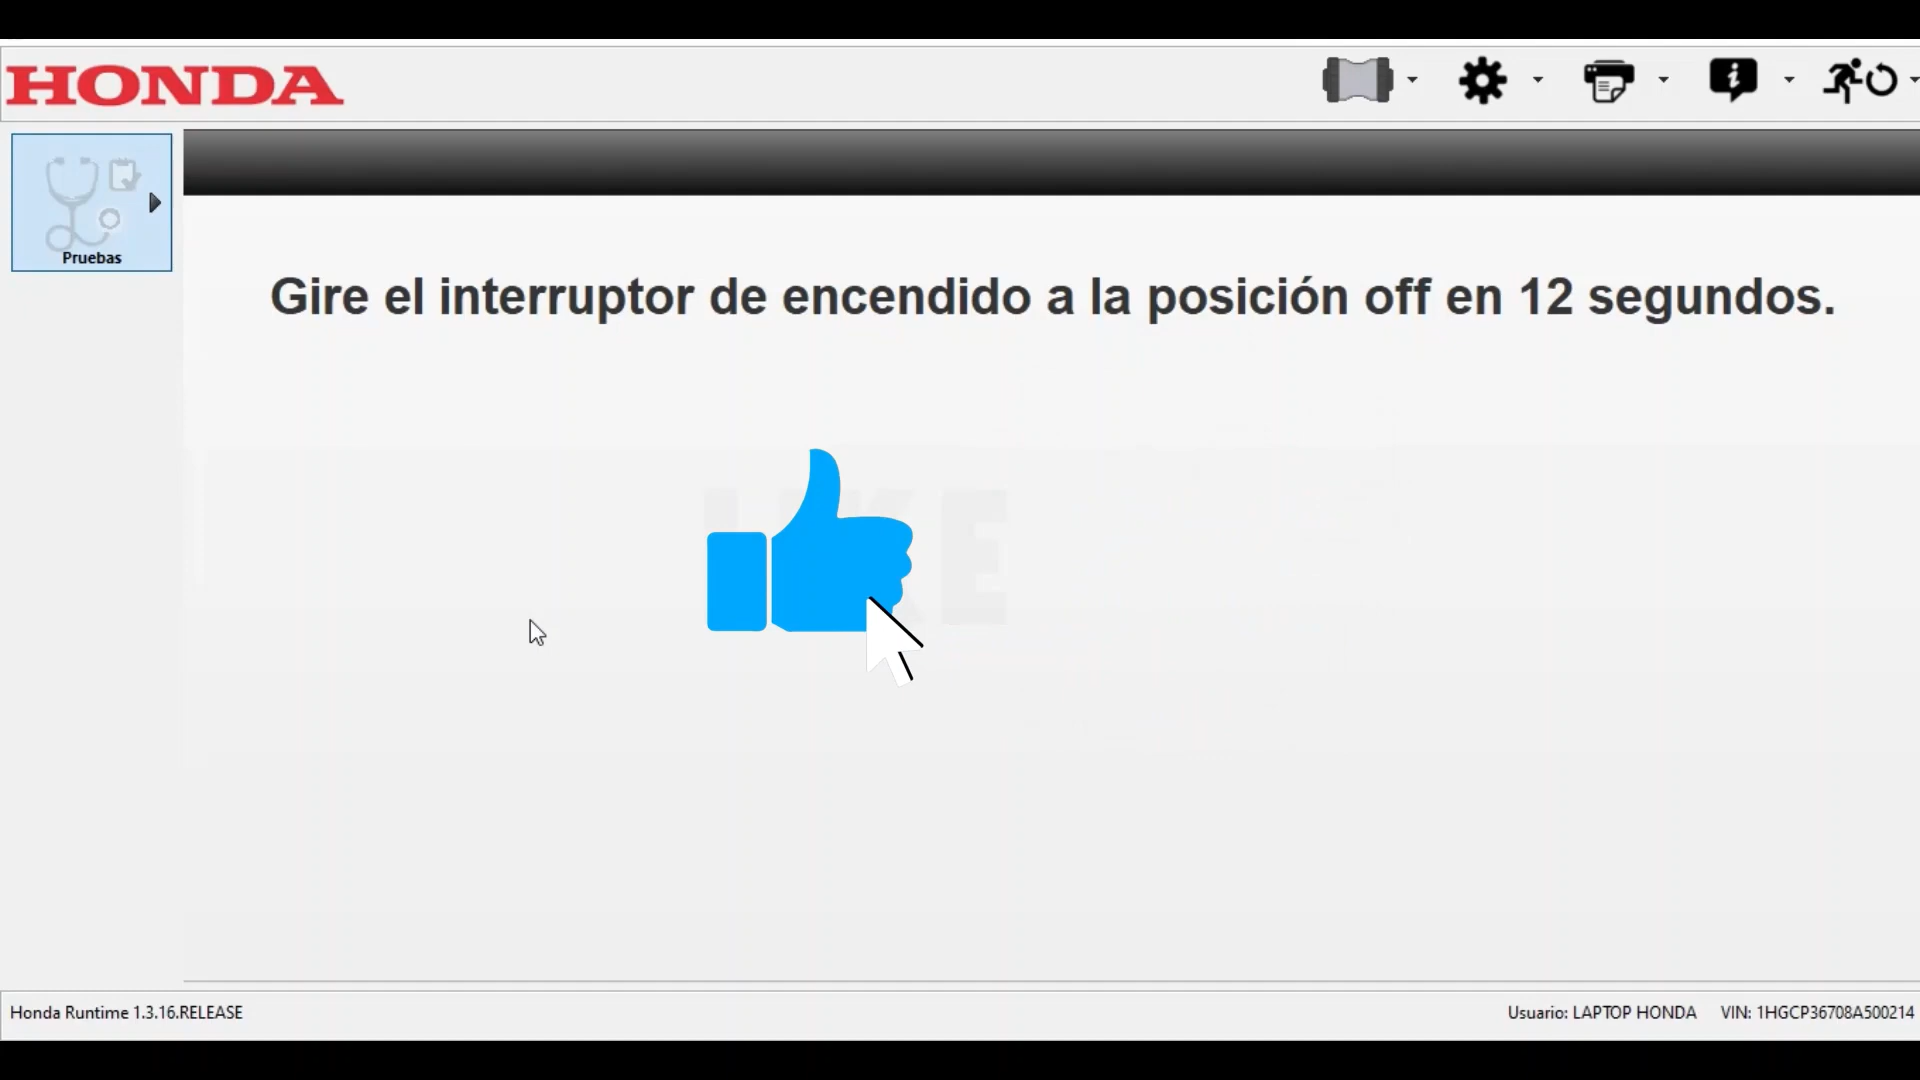 HONDA
Pruebas
Gire el interruptor de encendido a la posición off en 12 segundos.
LIKE
Honda Runtime 1.3.16.RELEASE
Usuario: LAPTOP HONDA VIN: 1HGCP36708A500214